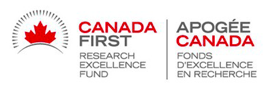 CANADA
FIRST
RESEARCH
EXCELLENCE
FUND
APOGÉE
CANADA
FONDS
D'EXCELLENCE
EN RECHERCHE